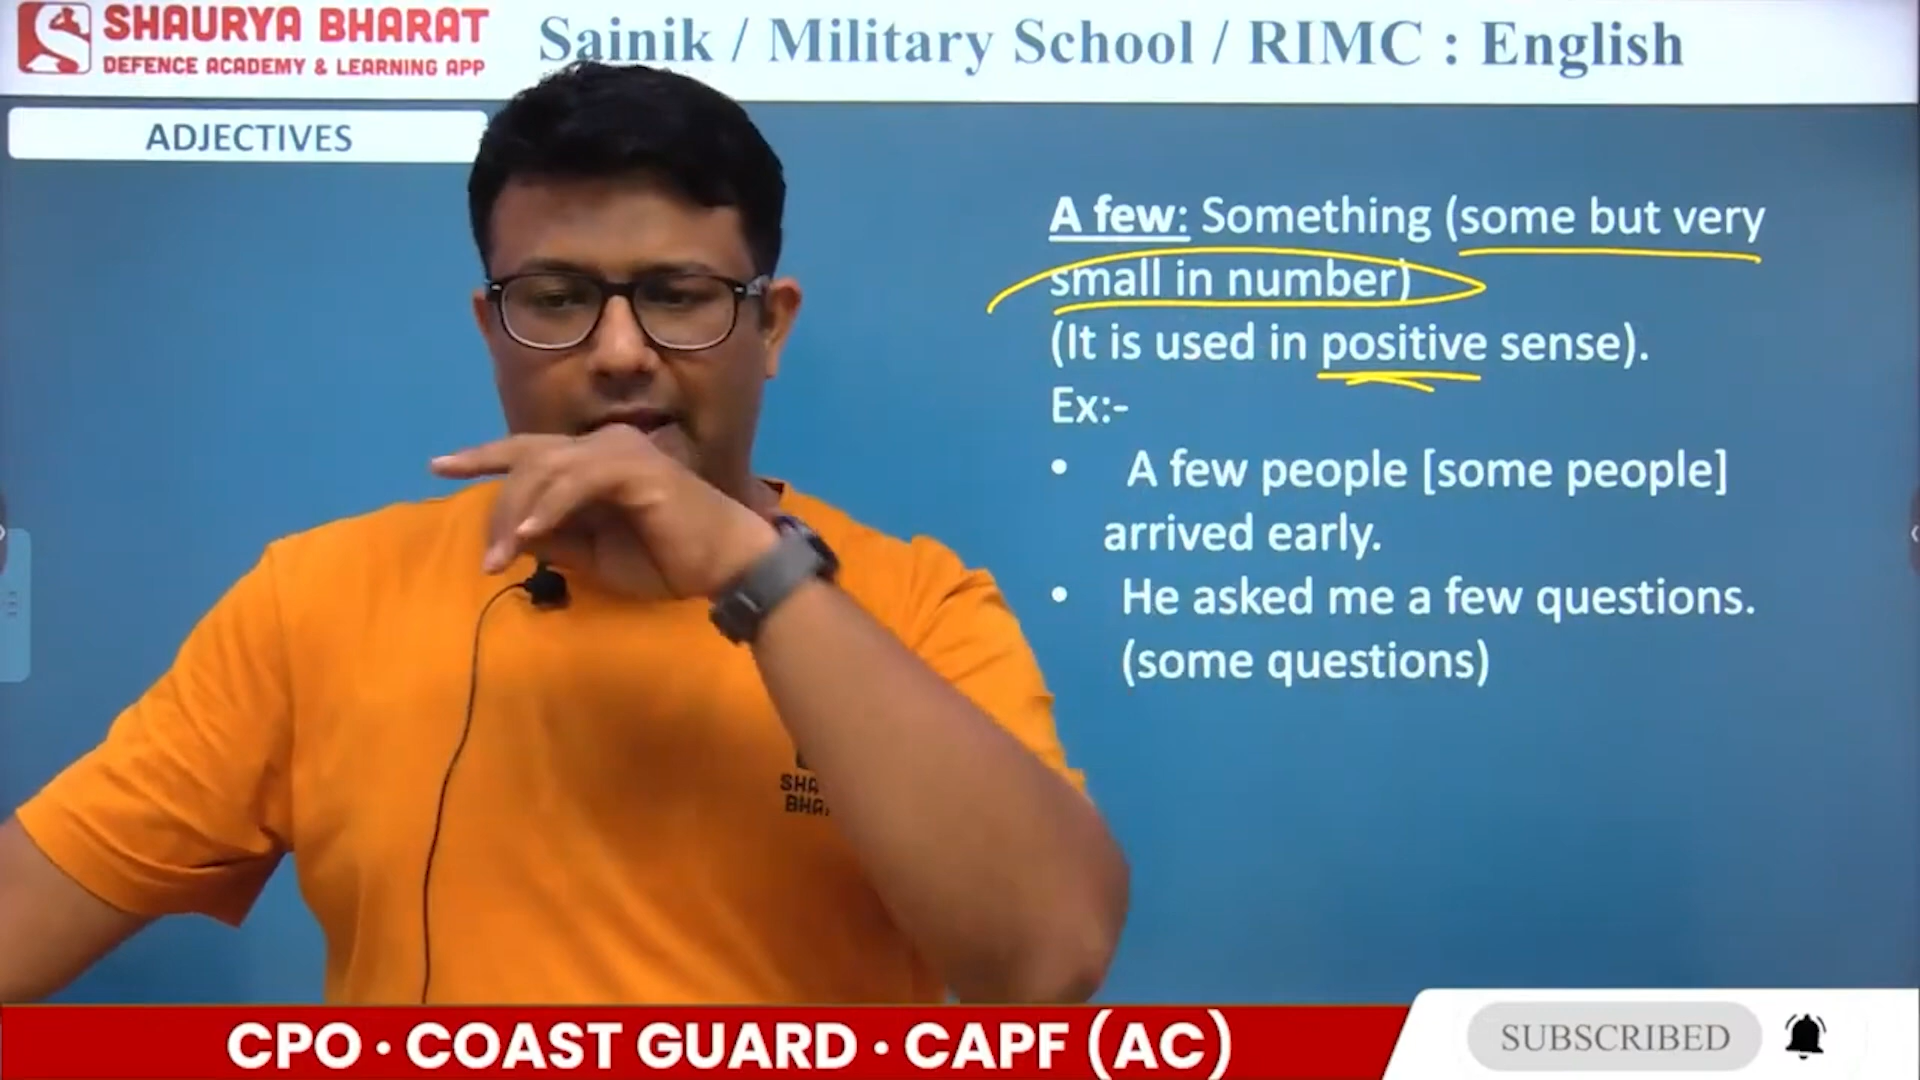 SHAURYA BHARAT
DEFENCE ACADEMY & LEARNING APP
Sainik / Military School / RIMC : English
ADJECTIVES
A few: Something (some but very
small in number)
(It is used in positive sense).
Ex:-
• A few people [some people]
arrived early.
• He asked me a few questions.
(some questions)
SHA
BHA
CPO · COAST GUARD · CAPF (AC)
SUBSCRIBED